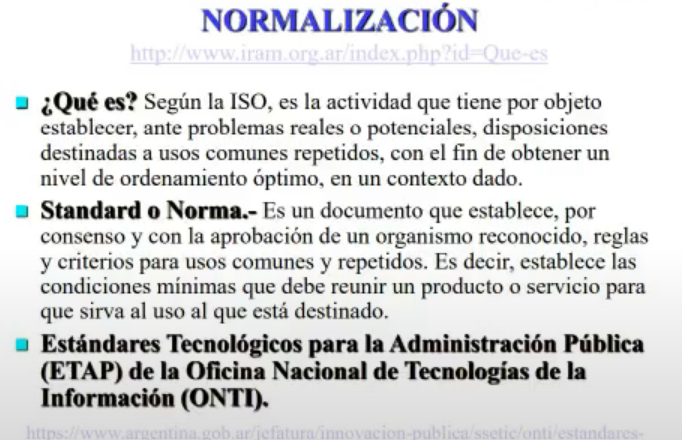 NORMALIZACIÓN
http://www.iram.org.ar/index.php?id=Que-es
¿Qué es? Según la ISO, es la actividad que tiene por objeto
establecer, ante problemas reales o potenciales, disposiciones
destinadas a usos comunes repetidos, con el fin de obtener un
nivel de ordenamiento óptimo, en un contexto dado.
Standard o Norma.- Es un documento que establece, por
consenso y con la aprobación de un organismo reconocido, reglas
y criterios para usos comunes y repetidos. Es decir, establece las
condiciones mínimas que debe reunir un producto o servicio para
que sirva al uso al que está destinado.
Estándares Tecnológicos para la Administración Pública
(ETAP) de la Oficina Nacional de Tecnologías de la
Información (ONTI).
https://www.argentina.gob.ar/jefatura/innovacion-publica/ssetic/onti/estandares-